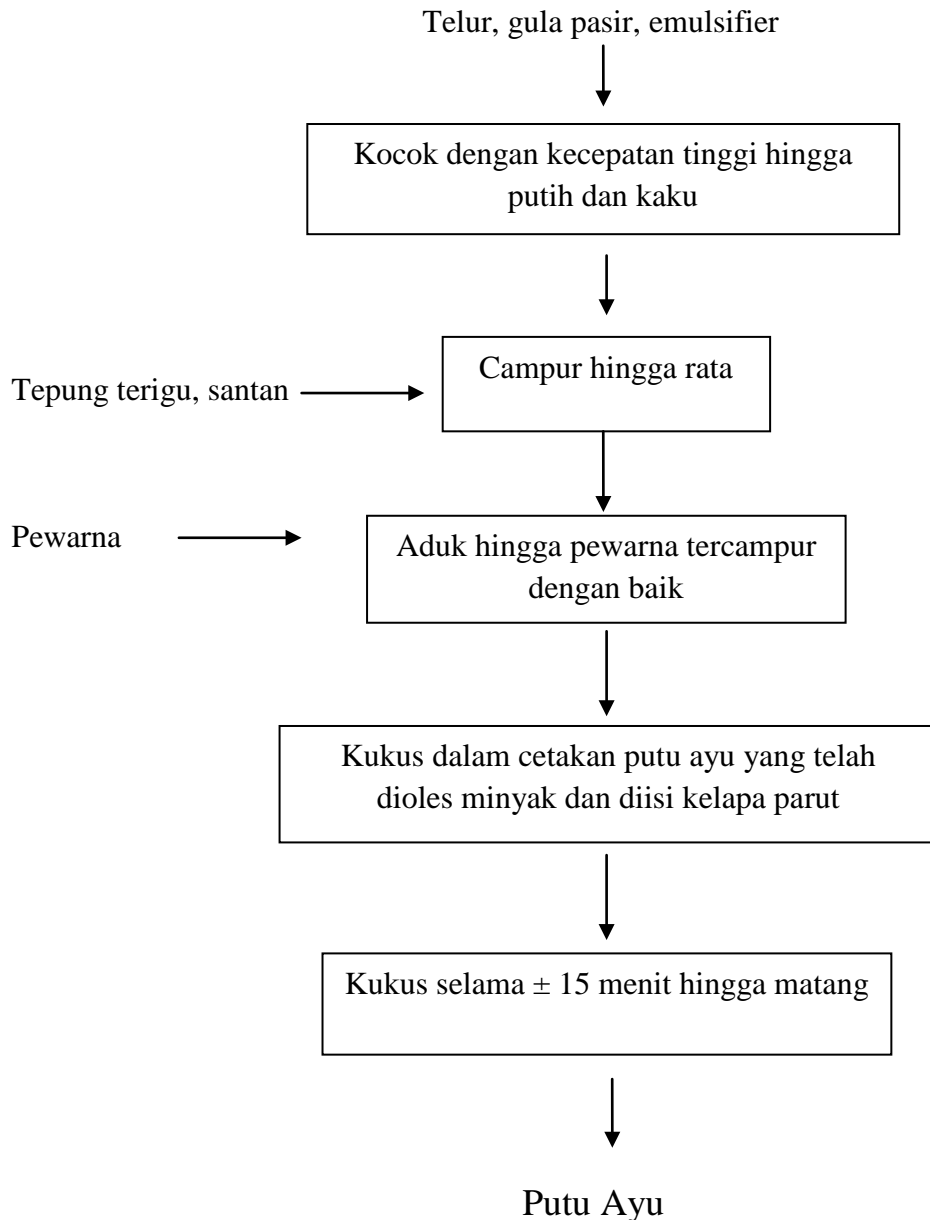 Telur, gula pasir, emulsifier
Kocok dengan kecepatan tinggi hingga
putih dan kaku
Campur hingga rata
Tepung terigu, santan
Pewarna
Aduk hingga pewarna tercampur
dengan baik
Kukus dalam cetakan putu ayu yang telah
dioles minyak dan diisi kelapa parut
Kukus selama ± 15 menit hingga matang
Putu Ayu